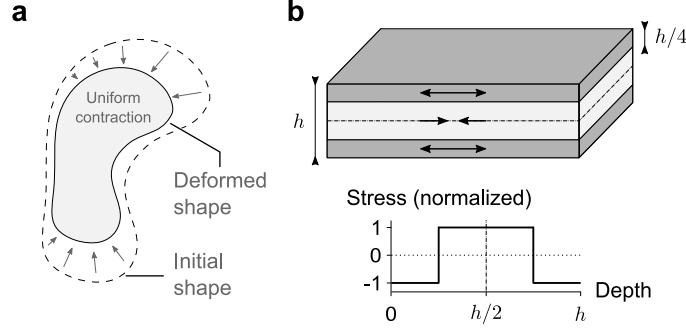 a
Uniform
contraction
Deformed
shape
Initial
shape
b
h/4
h
Stress (normalized)
1
0
-1
Depth
0
h/2
h